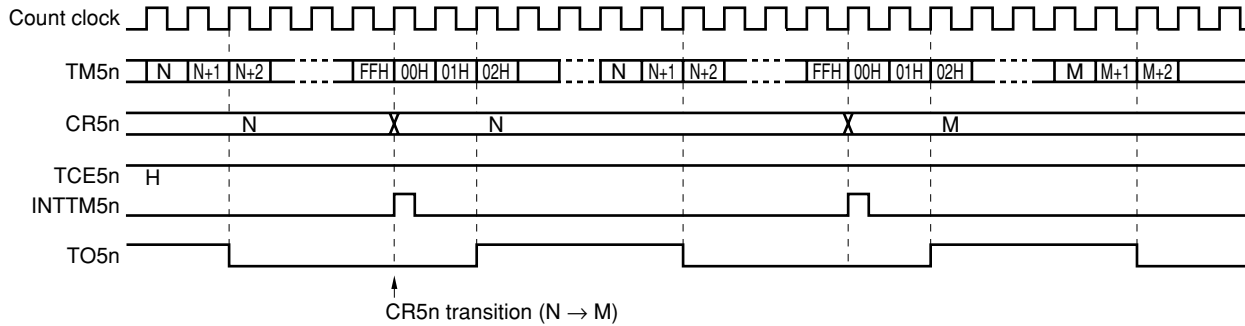 Count clock
TM5n N N+1 N+2 FFH 00H 01H 02H N N+1 N+2 FFH 00H 01H 02H M M+1 M+2
CR5n N N M
TCE5n H
INTTM5n
TO5n
CR5n transition (N → M)